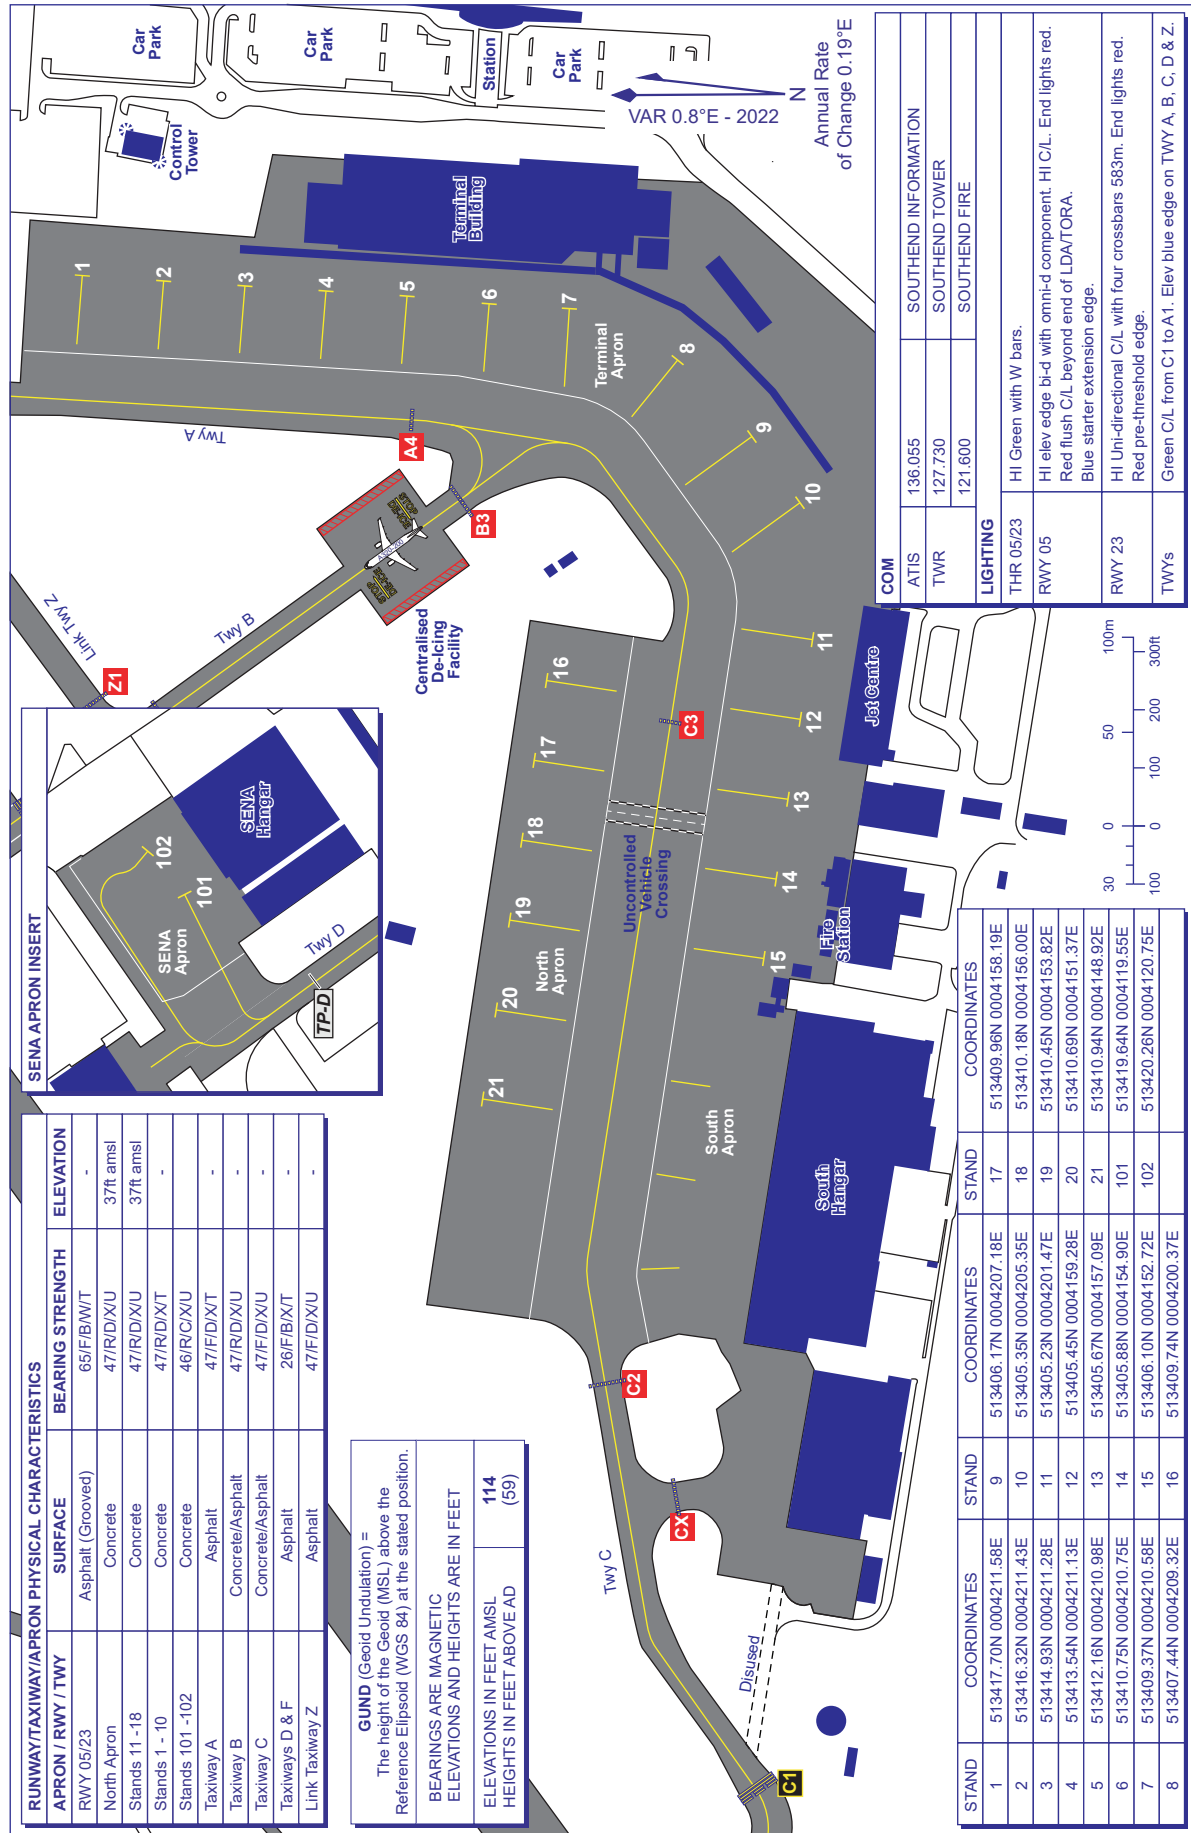 RUNWAY/TAXIWAY/APRON PHYSICAL CHARACTERISTICS
APRON / RWY / TWY SURFACE BEARING STRENGTH ELEVATION
RWY 05/23 Asphalt (Grooved) 65/F/B/W/T -
North Apron Concrete 47/R/D/X/U 37ft amsl
Stands 11 -18 Concrete 47/R/D/X/U 37ft amsl
Stands 1 - 10 Concrete 47/R/D/X/T -
Stands 101 -102 Concrete 46/R/C/X/U -
Taxiway A Asphalt 47/F/D/X/T -
Taxiway B Concrete/Asphalt 47/R/D/X/U -
Taxiway C Concrete/Asphalt 47/F/D/X/U -
Taxiways D & F Asphalt 26/F/B/X/T -
Link Taxiway Z Asphalt 47/F/D/X/U -
GUND (Geoid Undulation) =
The height of the Geoid (MSL) above the
Reference Elipsoid (WGS 84) at the stated position.
BEARINGS ARE MAGNETIC
ELEVATIONS AND HEIGHTS ARE IN FEET
ELEVATIONS IN FEET AMSL 114
HEIGHTS IN FEET ABOVE AD (59)
SENA APRON INSERT
SENA
Apron
SENA
Hangar
101
102
Twy D
TP-D
Link Twy Z
Z1
Twy B
Twy A
A4
B3
STOP
DE-ICE
A320-200
STOP
DE-ICE
Centralised
De-Icing
Facility
Control
Tower
Car
Park
Car
Park
Station
Car
Park
Terminal
Building
Terminal
Apron
1
2
3
4
5
6
7
8
9
10
11
12
13
14
15
16
17
18
19
20
21
VAR 0.8°E - 2022
N
Annual Rate
of Change 0.19°E
North
Apron
South
Apron
Uncontrolled
Vehicle
Crossing
C3
C2
CX
C1
Twy C
Disused
South
Hangar
Fire
Station
Jet Centre
COM
ATIS 136.055 SOUTHEND INFORMATION
TWR 127.730 SOUTHEND TOWER
121.600 SOUTHEND FIRE
LIGHTING
THR 05/23 HI Green with W bars.
RWY 05 HI elev edge bi-d with omni-d component. HI C/L. End lights red.
Red flush C/L beyond end of LDA/TORA.
Blue starter extension edge.
RWY 23 HI Uni-directional C/L with four crossbars 583m. End lights red.
Red pre-threshold edge.
TWYs Green C/L from C1 to A1. Elev blue edge on TWY A, B, C, D & Z.
30 0 50 100m
100 0 100 200 300ft
STAND COORDINATES STAND COORDINATES STAND COORDINATES
1 513417.70N 0004211.58E 9 513406.17N 0004207.18E 17 513409.96N 0004158.19E
2 513416.32N 0004211.43E 10 513405.35N 0004205.35E 18 513410.18N 0004156.00E
3 513414.93N 0004211.28E 11 513405.23N 0004201.47E 19 513410.45N 0004153.82E
4 513413.54N 0004211.13E 12 513405.45N 0004159.28E 20 513410.69N 0004151.37E
5 513412.16N 0004210.98E 13 513405.67N 0004157.09E 21 513410.94N 0004148.92E
6 513410.75N 0004210.75E 14 513405.88N 0004154.90E 101 513419.64N 0004119.55E
7 513409.37N 0004210.58E 15 513406.10N 0004152.72E 102 513420.26N 0004120.75E
8 513407.44N 0004209.32E 16 513409.74N 0004200.37E